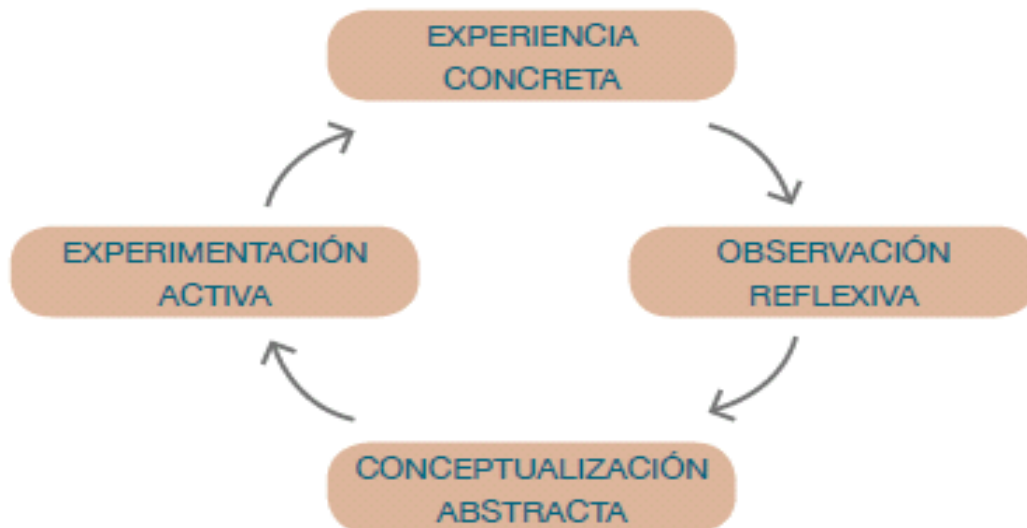 EXPERIENCIA
CONCRETA
EXPERIMENTACIÓN
ACTIVA
OBSERVACIÓN
REFLEXIVA
CONCEPTUALIZACIÓN
ABSTRACTA